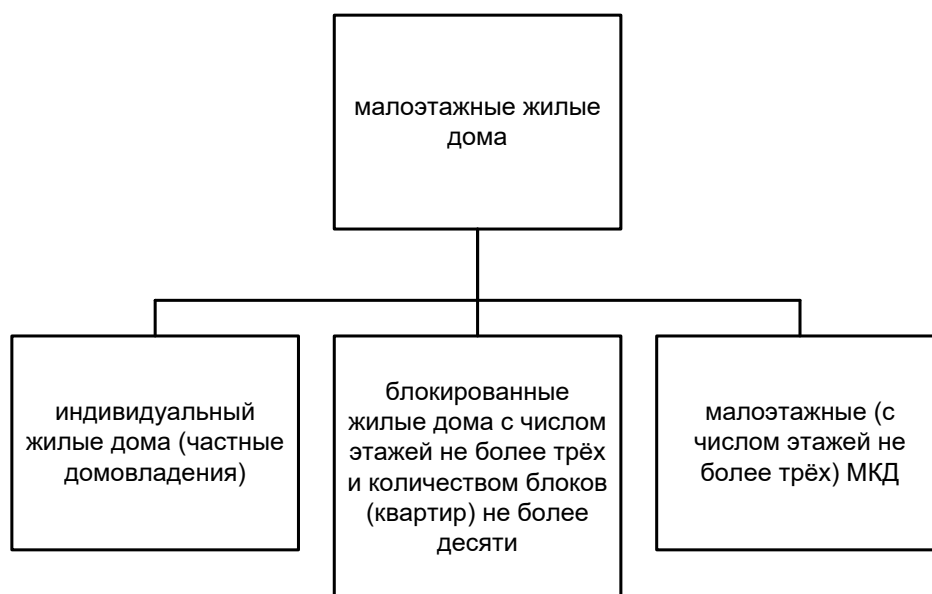 малоэтажные жилые
дома
индивидуальный
жилые дома (частные
домовладения)
блокированные
жилые дома с числом
этажей не более трёх
и количеством блоков
(квартир) не более
десяти
малоэтажные (с
числом этажей не
более трёх) МКД